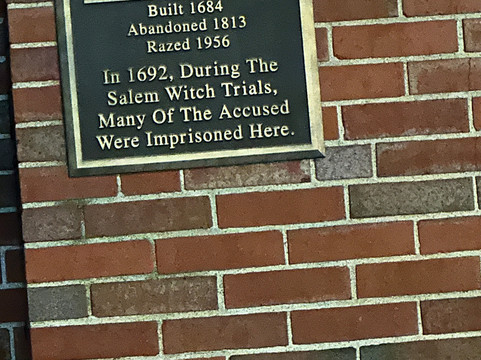 Built 1684
Abandoned 1813
Razed 1956
In 1692, During The
Salem Witch Trials,
Many Of The Accused
Were Imprisoned Here.